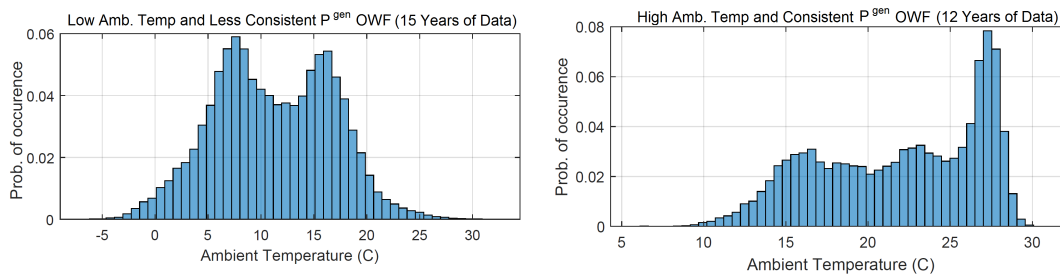 Low Amb. Temp and Less Consistent P^gen OWF (15 Years of Data)
0.06
0.04
0.02
0
Prob. of occurence
-5 0 5 10 15 20 25 30
Ambient Temperature (C)
High Amb. Temp and Consistent P^gen OWF (12 Years of Data)
0.08
0.06
0.04
0.02
0
Prob. of occurence
5 10 15 20 25 30
Ambient Temperature (C)